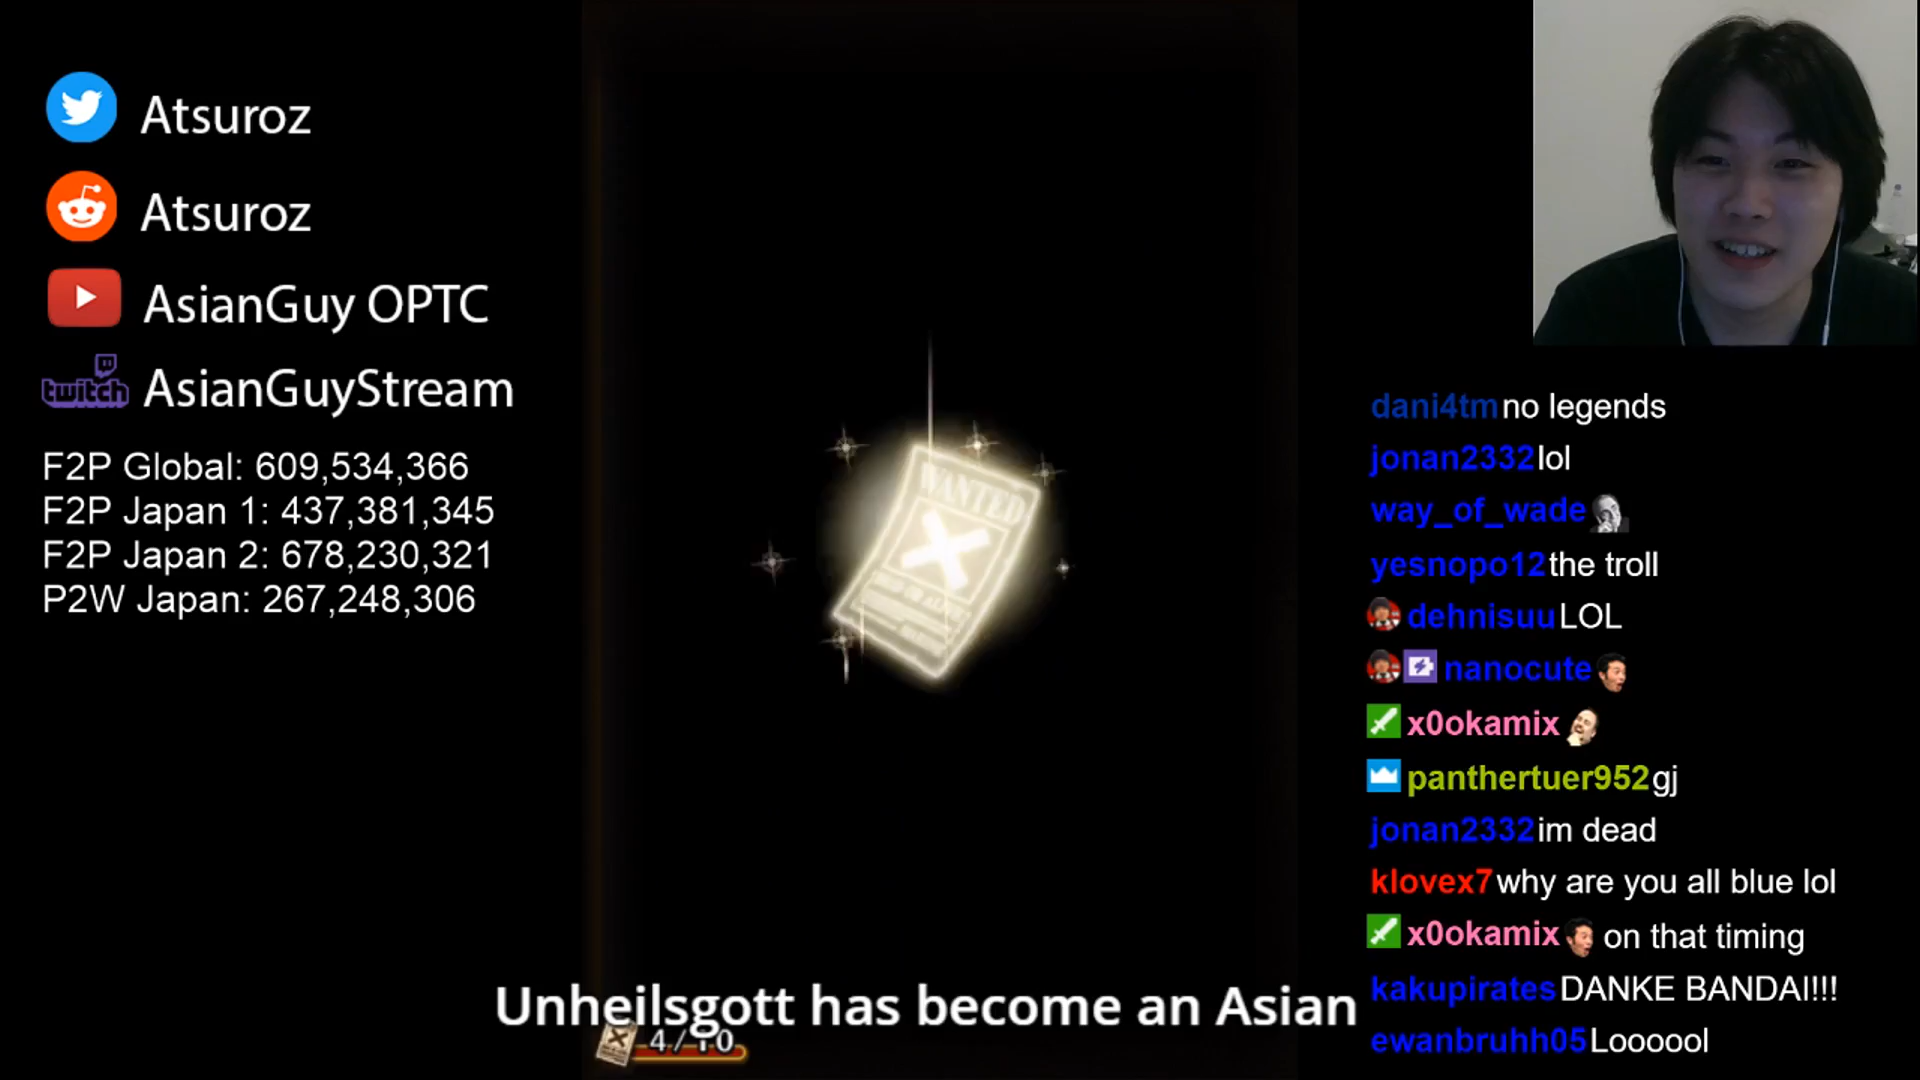 Atsuroz
Atsuroz
AsianGuy OPTC
twitch AsianGuyStream
F2P Global: 609,534,366
F2P Japan 1: 437,381,345
F2P Japan 2: 678,230,321
P2W Japan: 267,248,306
WANTED
Unheilsgott has become an Asian
4/10
dani4tm no legends
jonan2332 lol
way_of_wade
yesnopo12 the troll
dehnisuu LOL
nanocute
x0okamix
panthertuer952 gj
jonan2332 im dead
klovex7 why are you all blue lol
x0okamix on that timing
kakupirates DANKE BANDAI!!!
ewanbruhh05 Loooool